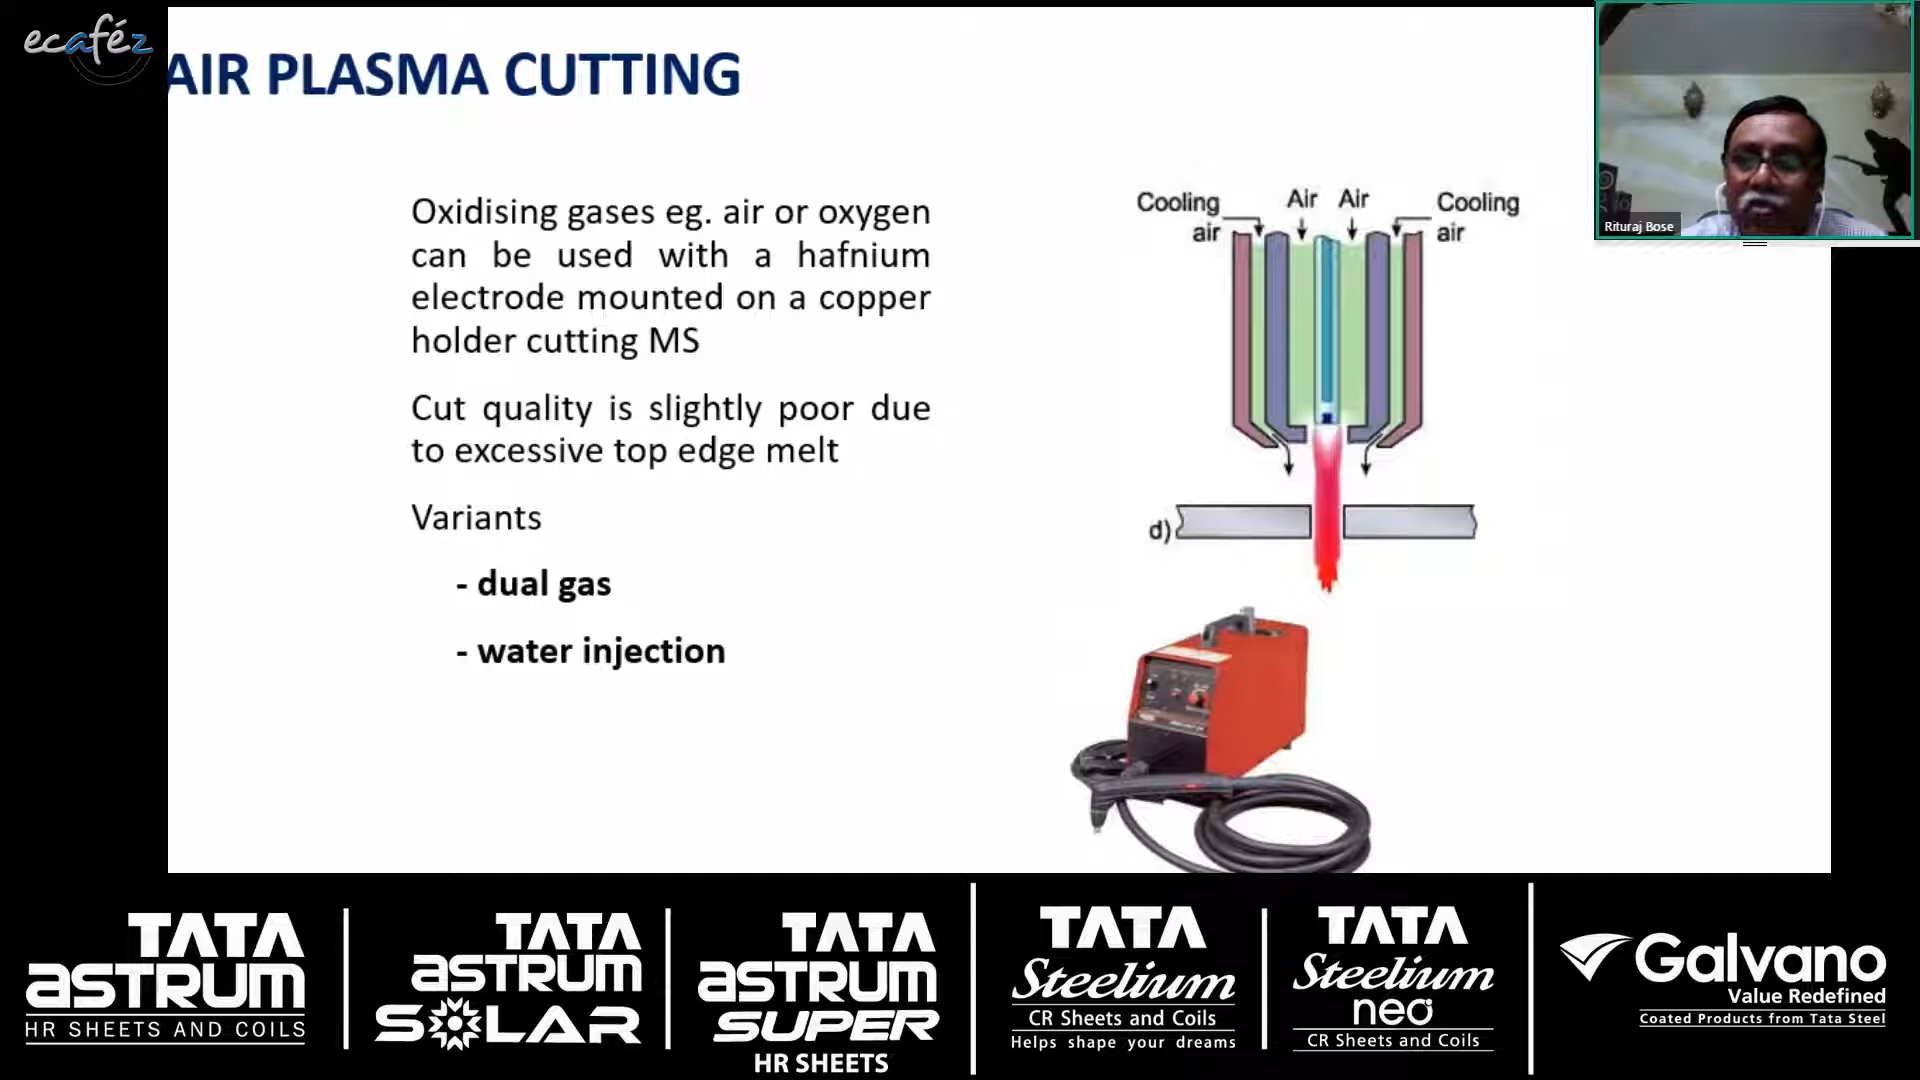 ecaféz
AIR PLASMA CUTTING
Oxidising gases eg. air or oxygen
can be used with a hafnium
electrode mounted on a copper
holder cutting MS
Cut quality is slightly poor due
to excessive top edge melt
Variants
- dual gas
- water injection
Cooling
air
Air
Air
Cooling
air
d)
Rituraj Bose
TATA
ASTRUM
HR SHEETS AND COILS
TATA
ASTRUM
SOLAR
TATA
ASTRUM
SUPER
HR SHEETS
TATA
Steelium
CR Sheets and Coils
Helps shape your dreams
TATA
Steelium
neo
CR Sheets and Coils
Galvano
Value Redefined
Coated Products from Tata Steel